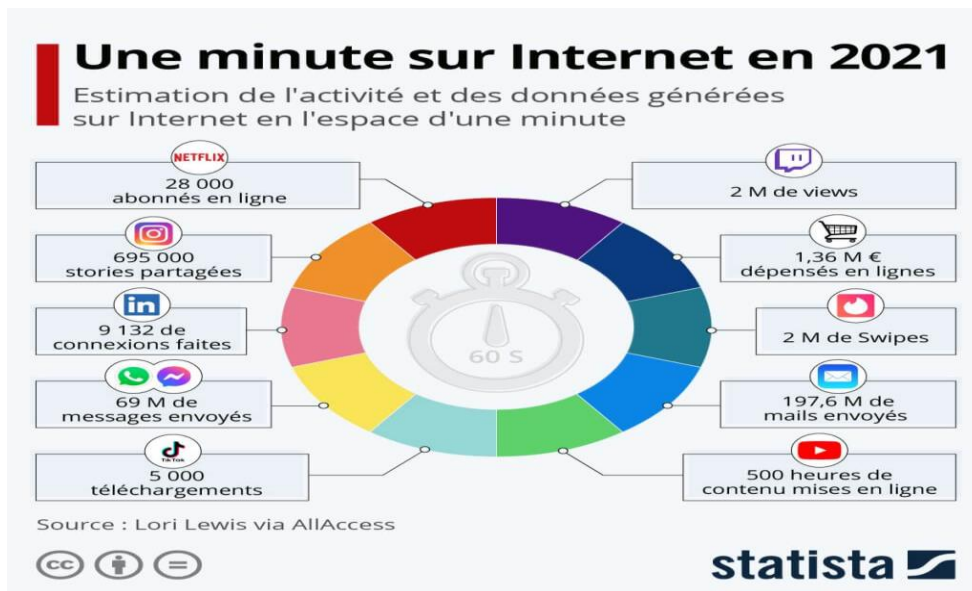 Une minute sur Internet en 2021
Estimation de l'activité et des données générées
sur Internet en l'espace d'une minute
NETFLIX
28 000
abonnés en ligne
2 M de views
695 000
stories partagées
1,36 M €
dépensés en lignes
in
9 132 de
connexions faites
2 M de Swipes
69 M de
messages envoyés
197,6 M de
mails envoyés
TikTok
5 000
téléchargements
500 heures de
contenu mises en ligne
60 S
Source : Lori Lewis via AllAccess
cc
statista